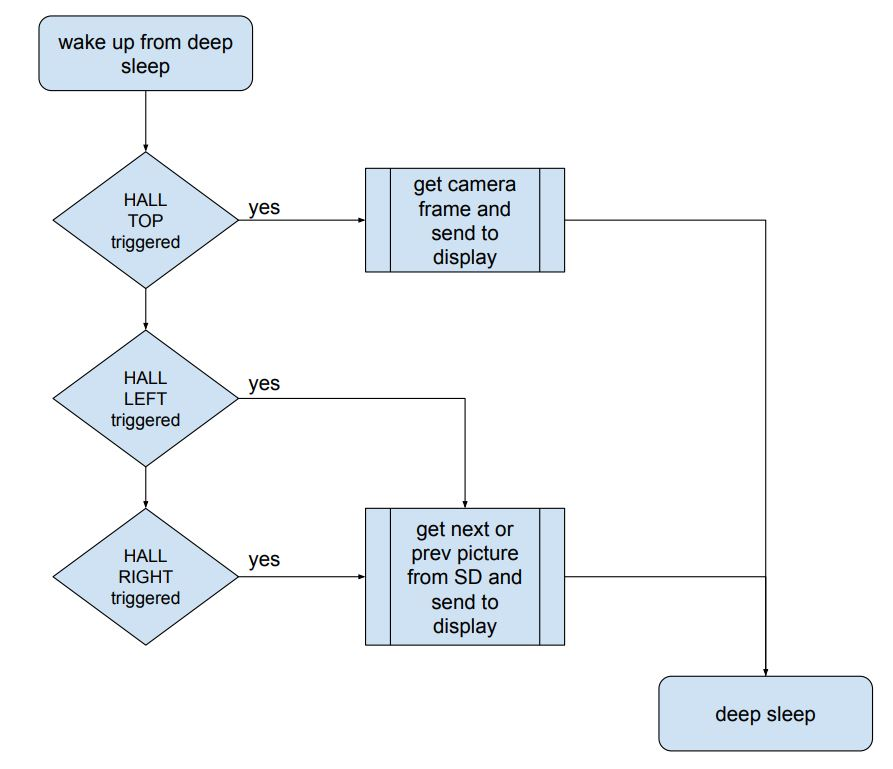 wake up from deep
sleep
HALL
TOP
triggered
yes
get camera
frame and
send to
display
HALL
LEFT
triggered
yes
HALL
RIGHT
triggered
yes
get next or
prev picture
from SD and
send to
display
deep sleep